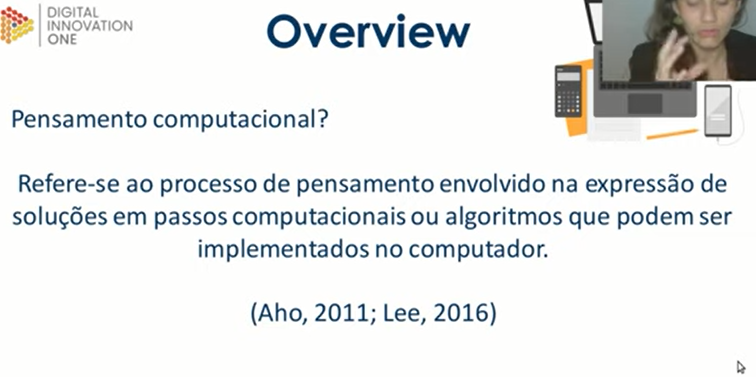 DIGITAL
INNOVATION
ONE
Overview
Pensamento computacional?
Refere-se ao processo de pensamento envolvido na expressão de
soluções em passos computacionais ou algoritmos que podem ser
implementados no computador.
(Aho, 2011; Lee, 2016)